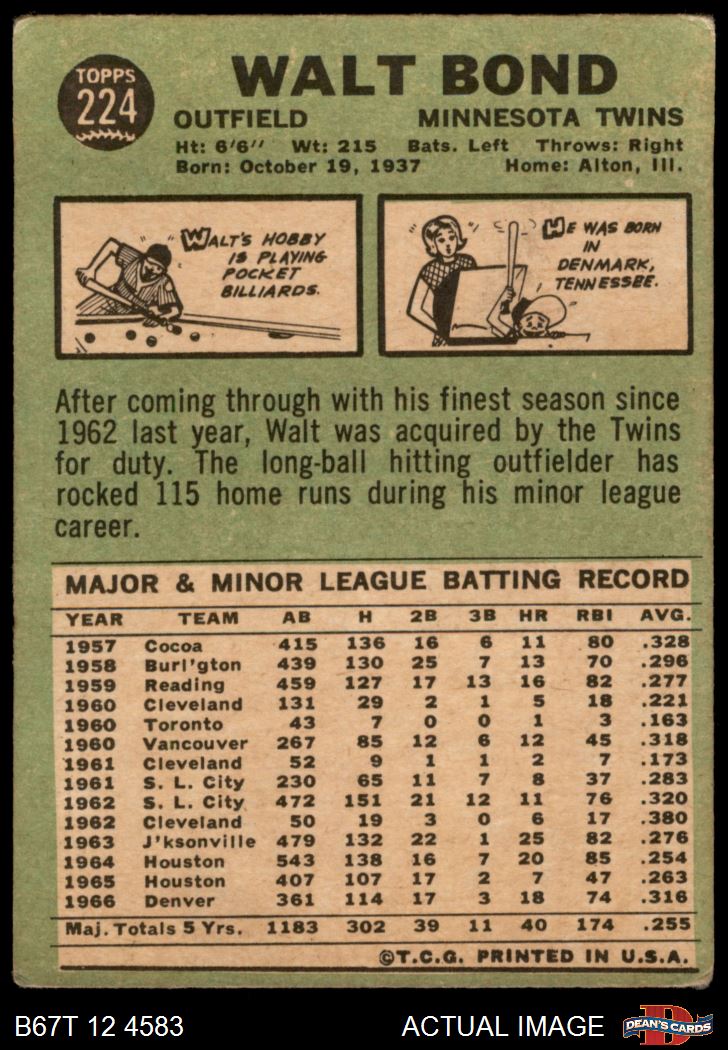 TOPPS
224
WALT BOND
OUTFIELD MINNESOTA TWINS
Ht: 6'6'' Wt: 215 Bats. Left Throws: Right
Born: October 19, 1937 Home: Alton, Ill.
WALT'S HOBBY
IS PLAYING
POCKET
BILLIARDS.
HE WAS BORN
IN
DENMARK,
TENNESSEE.
After coming through with his finest season since
1962 last year, Walt was acquired by the Twins
for duty. The long-ball hitting outfielder has
rocked 115 home runs during his minor league
career.
MAJOR & MINOR LEAGUE BATTING RECORD
YEAR TEAM AB H 2B 3B HR RBI AVG.
1957 Cocoa 415 136 16 6 11 80 .328
1958 Burl'gton 439 130 25 7 13 70 .296
1959 Reading 459 127 17 13 16 82 .277
1960 Cleveland 131 29 2 1 5 18 .221
1960 Toronto 43 7 0 0 1 3 .163
1960 Vancouver 267 85 12 6 12 45 .318
1961 Cleveland 52 9 1 1 2 7 .173
1961 S. L. City 230 65 11 7 8 37 .283
1962 S. L. City 472 151 21 12 11 76 .320
1962 Cleveland 50 19 3 0 6 17 .380
1963 J'ksonville 479 132 22 1 25 82 .276
1964 Houston 543 138 16 7 20 85 .254
1965 Houston 407 107 17 2 7 47 .263
1966 Denver 361 114 17 3 18 74 .316
Maj. Totals 5 Yrs. 1183 302 39 11 40 174 .255
©T.C.G. PRINTED IN U.S.A.
B67T 12 4583 ACTUAL IMAGE DEAN'S CARDS